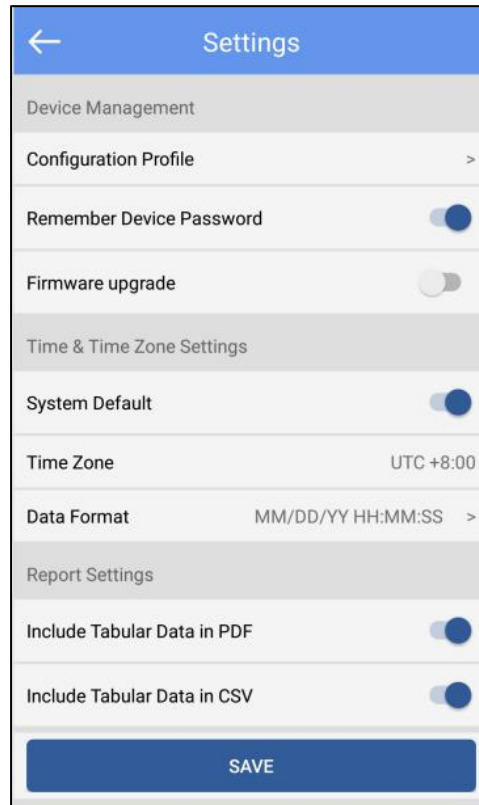 Settings
Device Management
Configuration Profile >
Remember Device Password
Firmware upgrade
Time & Time Zone Settings
System Default
Time Zone UTC +8:00
Data Format MM/DD/YY HH:MM:SS >
Report Settings
Include Tabular Data in PDF
Include Tabular Data in CSV
SAVE